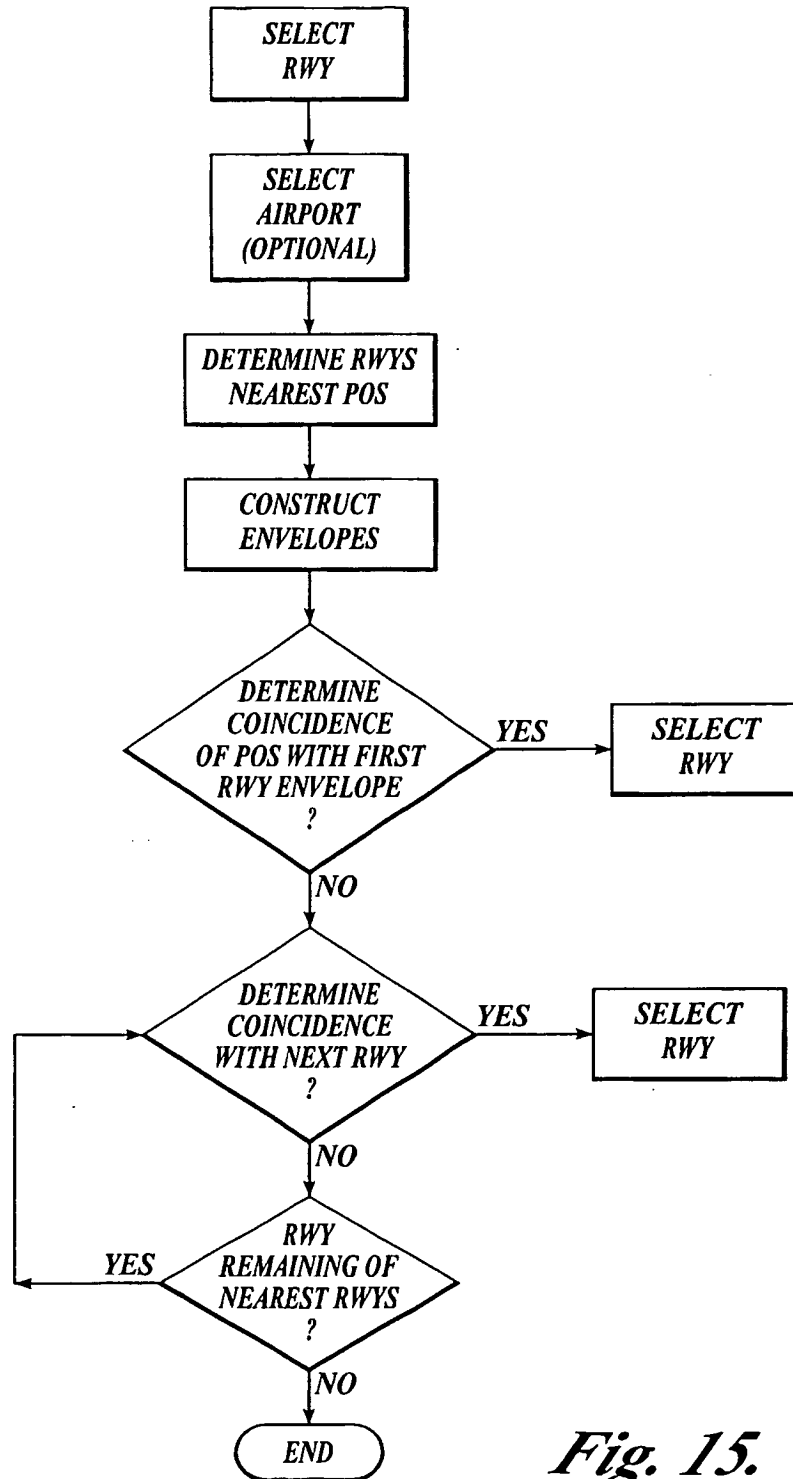 SELECT
RWY
SELECT
AIRPORT
(OPTIONAL)
DETERMINE RWYS
NEAREST POS
CONSTRUCT
ENVELOPES
DETERMINE
COINCIDENCE
OF POS WITH FIRST
RWY ENVELOPE
?
YES
SELECT
RWY
NO
DETERMINE
COINCIDENCE
WITH NEXT RWY
?
YES
SELECT
RWY
NO
RWY
REMAINING OF
NEAREST RWYS
?
YES
NO
END
Fig. 15.